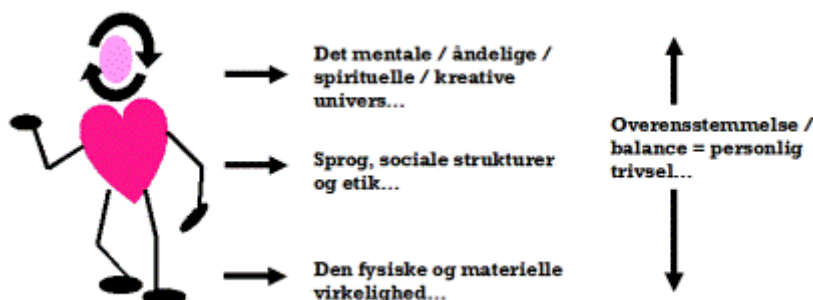 Det mentale / åndelige /
spirituelle / kreative
univers...
Sprog, sociale strukturer
og etik...
Den fysiske og materielle
virkelighed...
Overensstemmelse /
balance = personlig
trivsel...